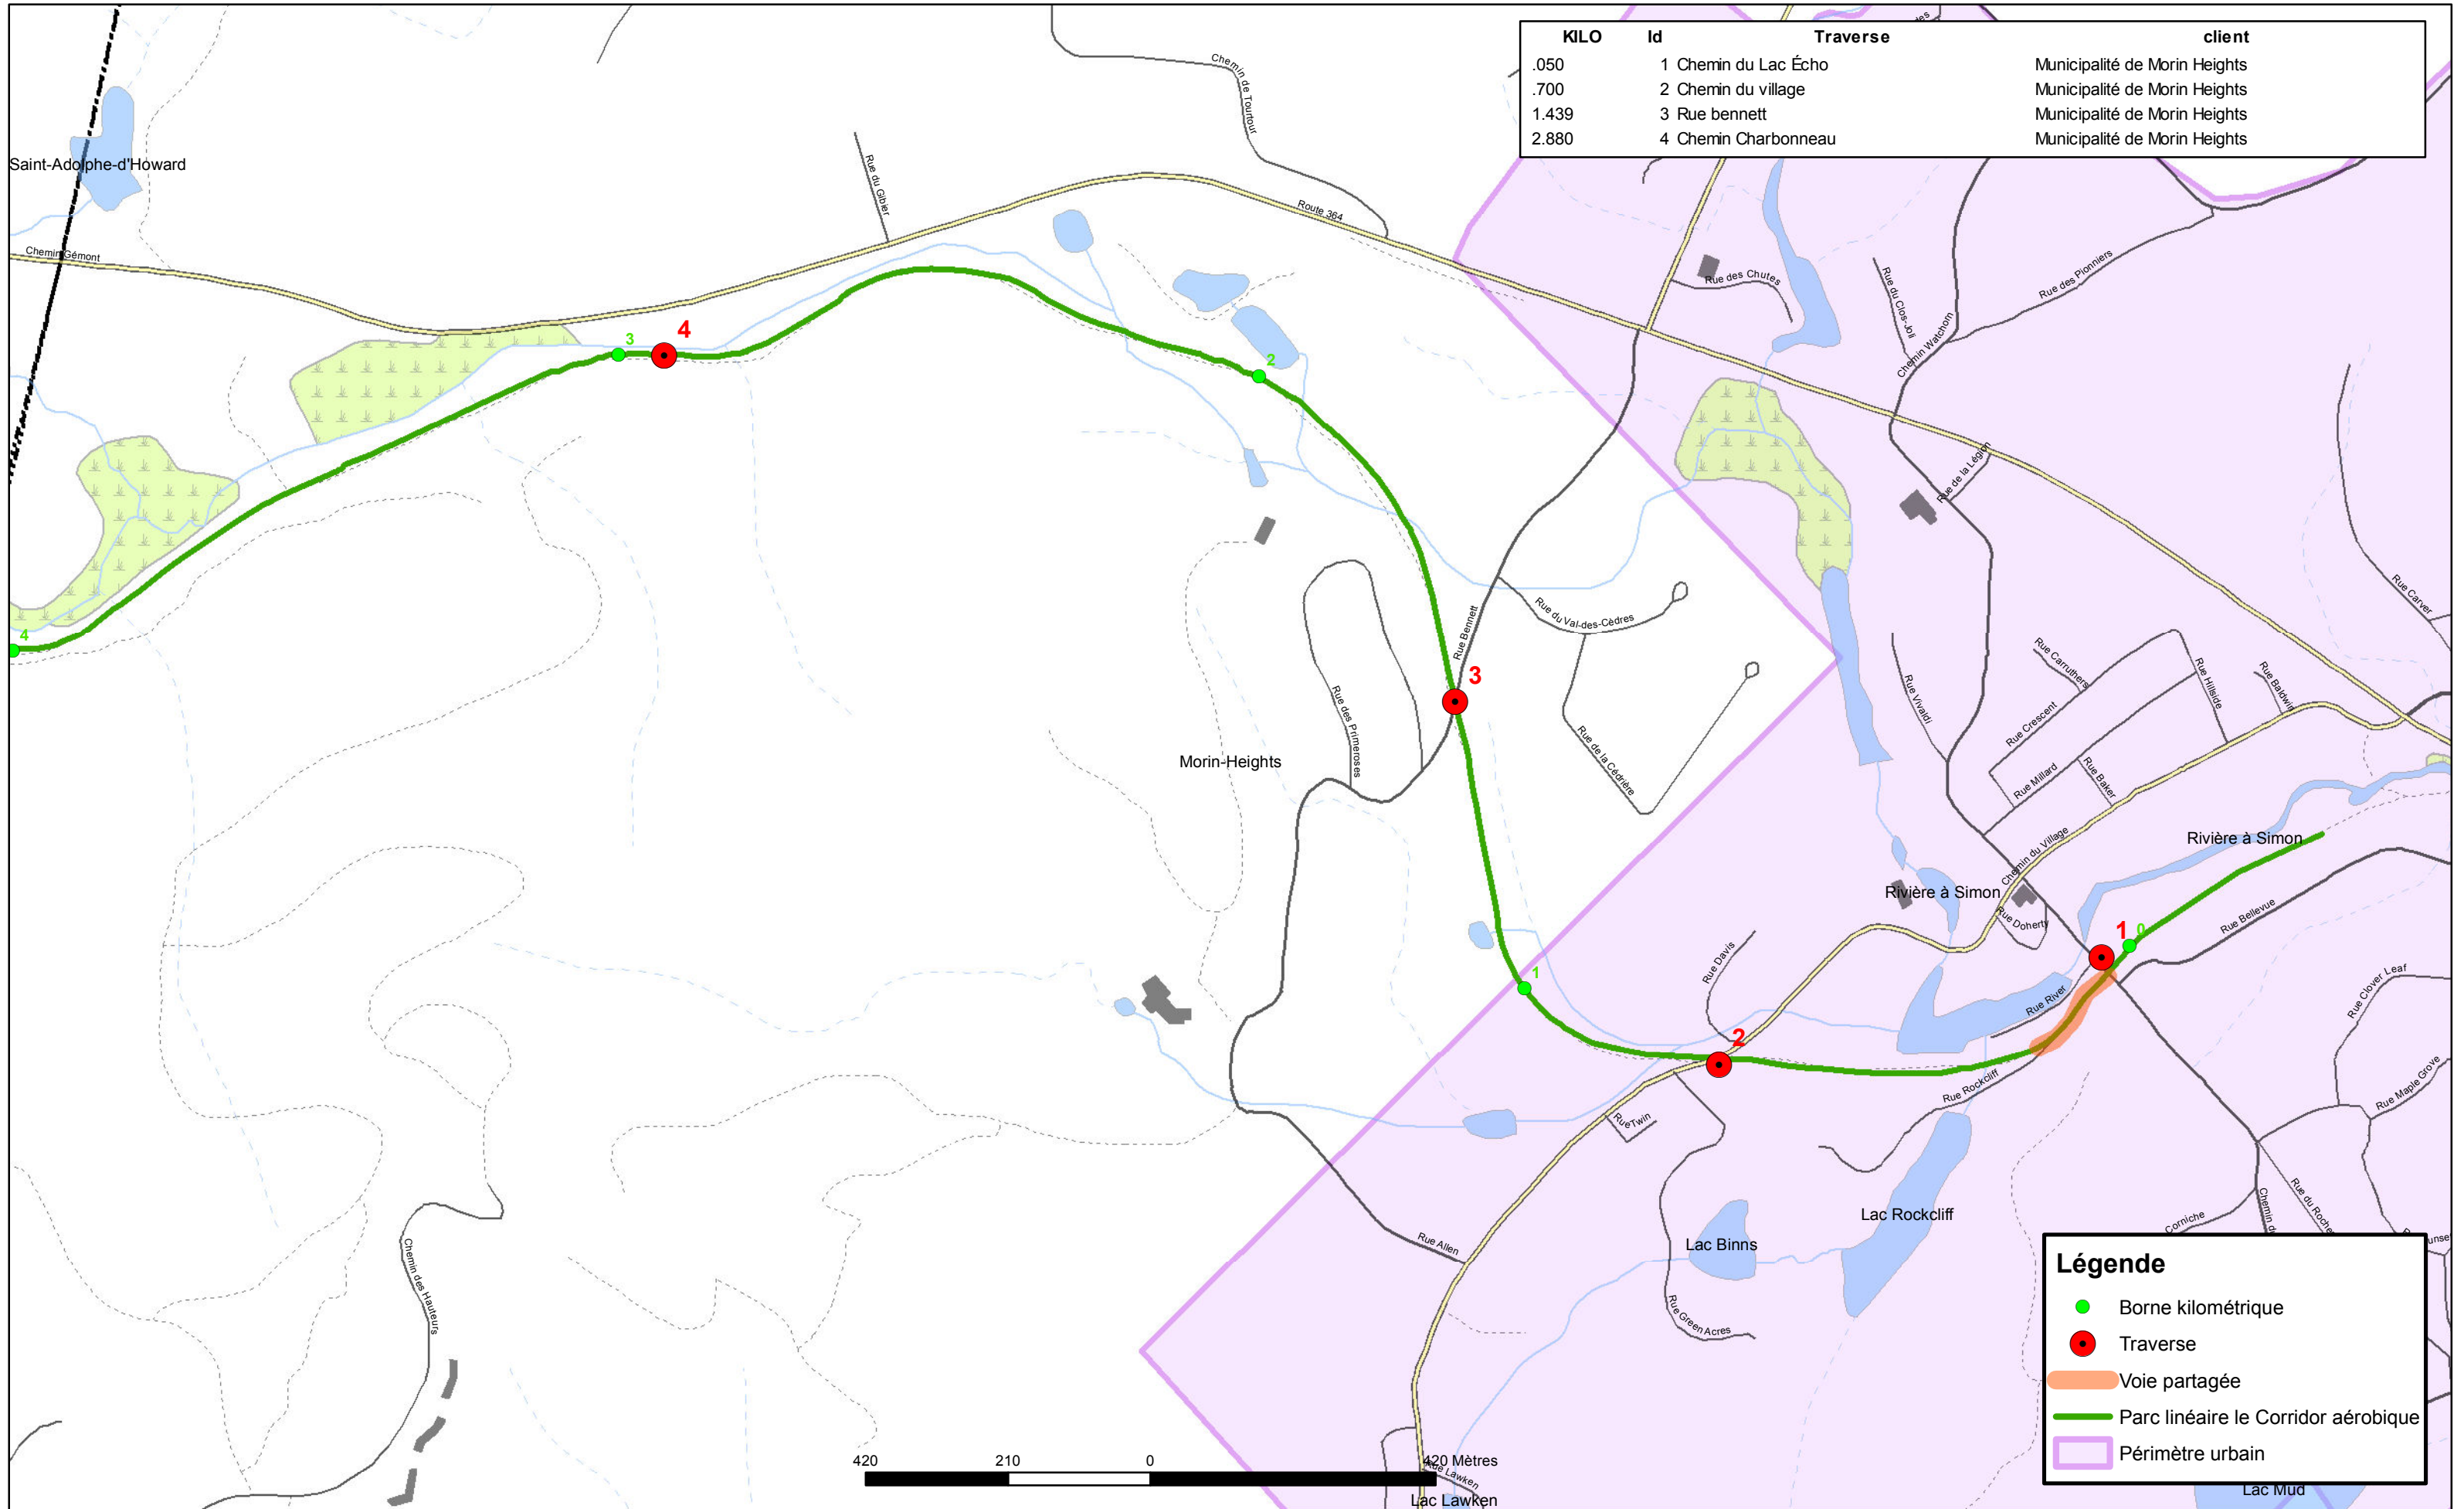 KILO Id Traverse client
.050 1 Chemin du Lac Écho Municipalité de Morin Heights
.700 2 Chemin du village Municipalité de Morin Heights
1.439 3 Rue bennett Municipalité de Morin Heights
2.880 4 Chemin Charbonneau Municipalité de Morin Heights
Chemin de Tourtour
Saint-Adolphe-d'Howard
Rue du Gibier
Route 364
Chemin Gémont
Rue des Chutes
Rue du Clos-Joli
Rue des Pionniers
Chemin Watchorn
3
4
2
Rue de la Légion
Rue Carver
Rue du Val-des-Cèdres
Rue Bennett
4
3
Rue Carruthers
Rue Hillside
Rue Baldwin
Rue Vivaldi
Rue Crescent
Rue des Primeroses
Rue de la Cédrière
Morin-Heights
Rue Millard
Rue Baker
Chemin du Village
Rivière à Simon
Rivière à Simon
Rue Doherty
Rue Bellevue
1
0
Rue Davis
1
Rue River
Rue Clover Leaf
2
Rue Rockcliff
Rue Maple Grove
Rue Twin
Lac Rockcliff
Lac Binns
Rue Allen
Corniche
Rue du Roche
Chemin d
Chemin des Hauteurs
Rue Green Acres
Légende
Borne kilométrique
Traverse
Voie partagée
Parc linéaire le Corridor aérobique
Périmètre urbain
420 210 0 420 Mètres
Rue Lawken
Lac Lawken
Lac Mud